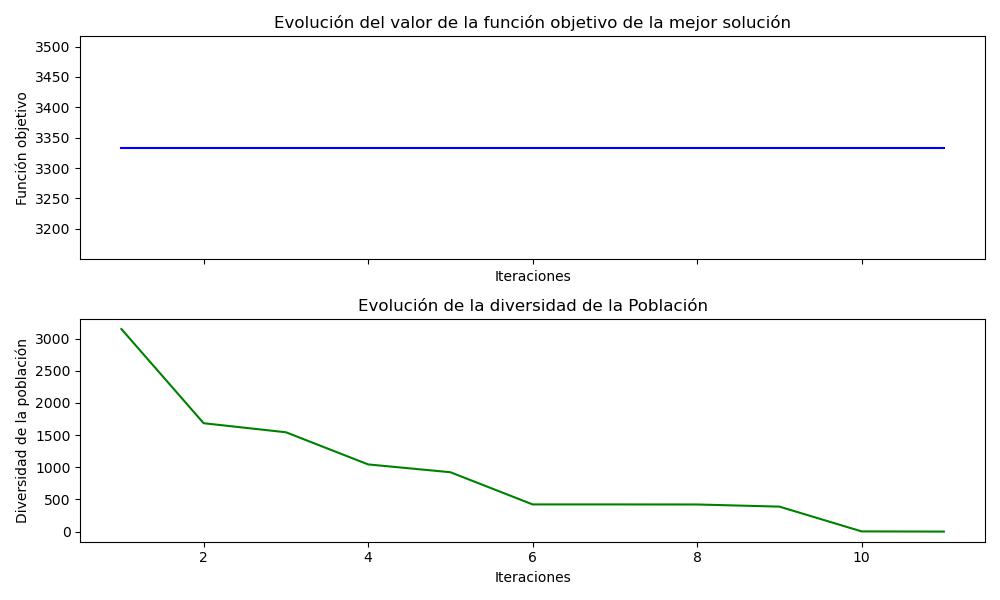 Evolución del valor de la función objetivo de la mejor solución
Función objetivo
3500
3450
3400
3350
3300
3250
3200
Iteraciones
Evolución de la diversidad de la Población
Diversidad de la población
3000
2500
2000
1500
1000
500
0
2 4 6 8 10
Iteraciones